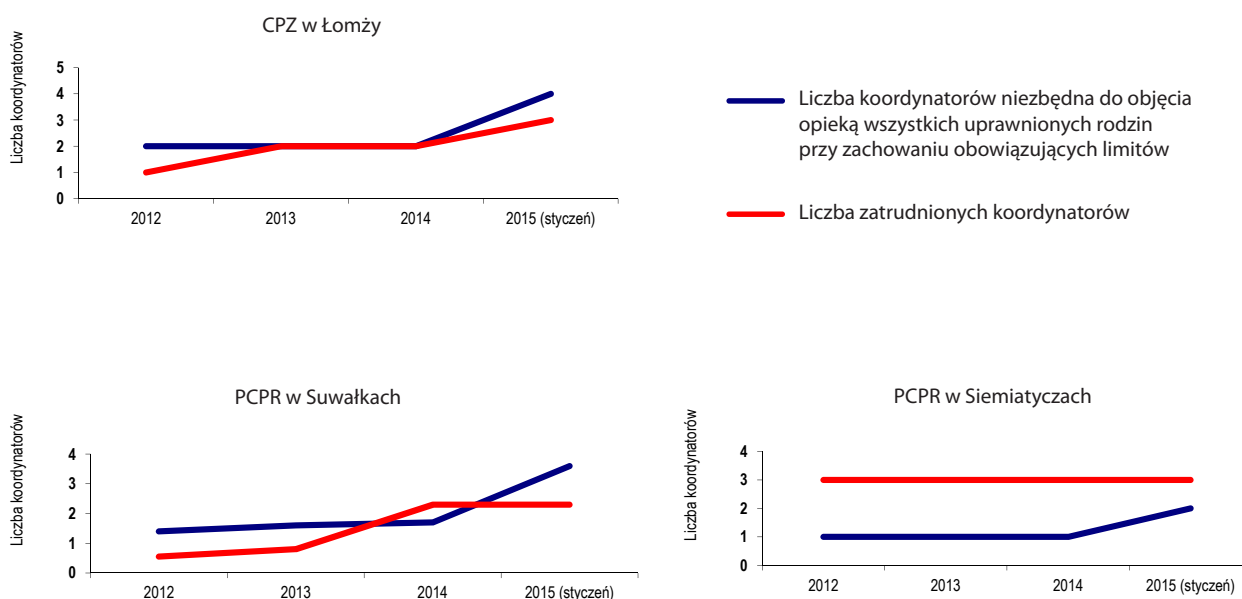 CPZ w Łomży
Liczba koordynatorów
5
4
3
2
1
0
2012 2013 2014 2015 (styczeń)
Liczba koordynatorów niezbędna do objęcia
opieką wszystkich uprawnionych rodzin
przy zachowaniu obowiązujących limitów
Liczba zatrudnionych koordynatorów
PCPR w Suwałkach
Liczba koordynatorów
4
3
2
1
0
2012 2013 2014 2015 (styczeń)
PCPR w Siemiatyczach
Liczba koordynatorów
4
3
2
1
0
2012 2013 2014 2015 (styczeń)